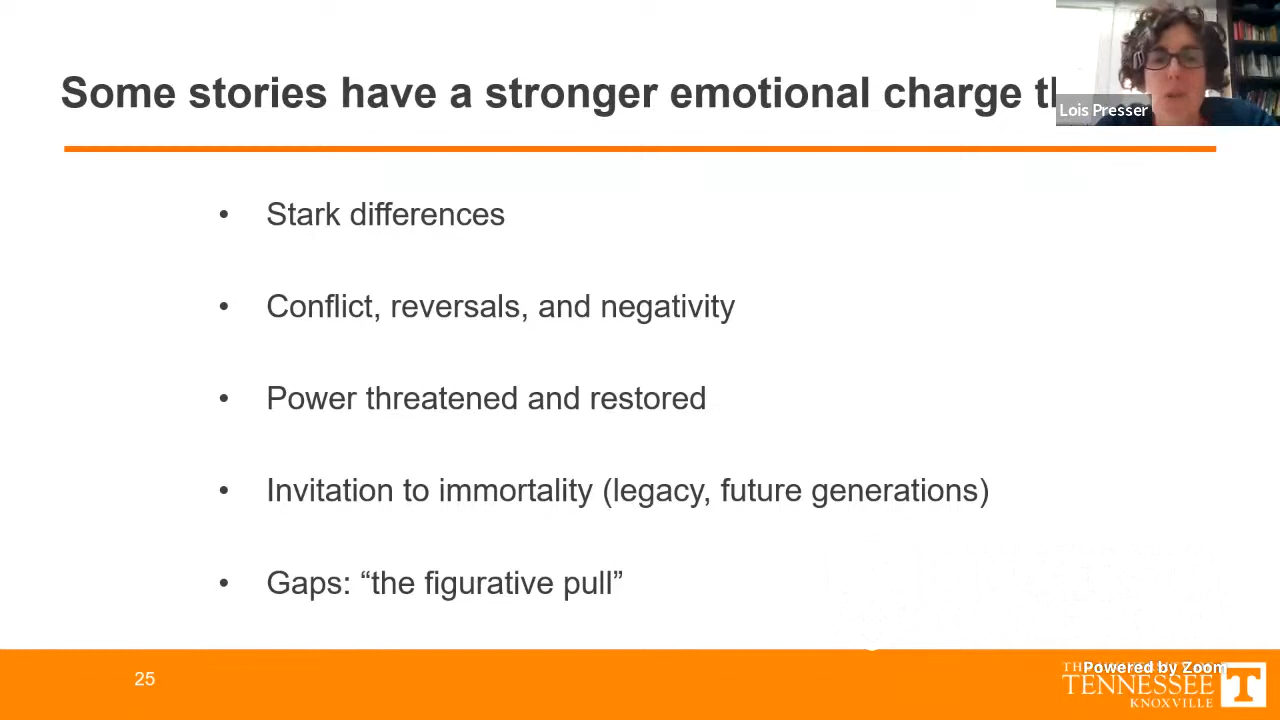 Some stories have a stronger emotional charge
Lois Presser
• Stark differences
• Conflict, reversals, and negativity
• Power threatened and restored
• Invitation to immortality (legacy, future generations)
• Gaps: “the figurative pull”
25
Powered by Zoom
TENNESSEE
KNOXVILLE
T